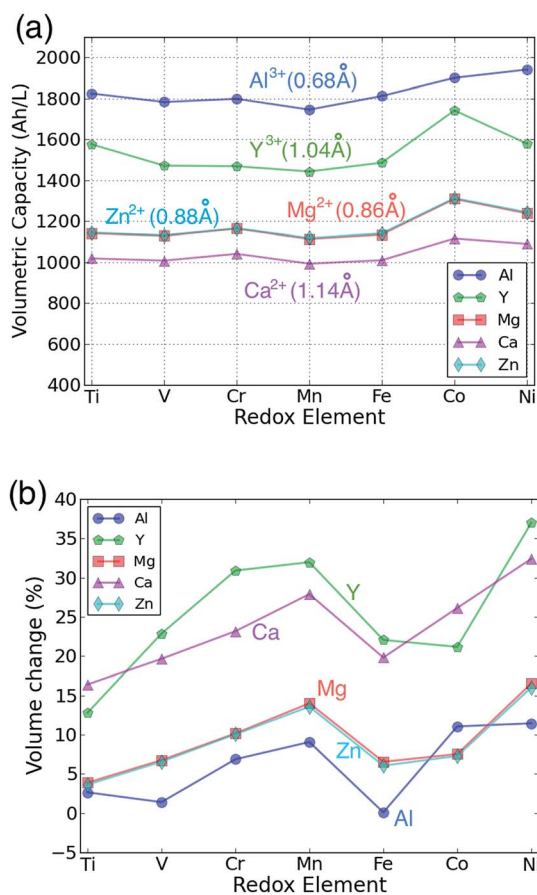 (a)
Volumetric Capacity (Ah/L)
2000
1800
1600
1400
1200
1000
800
600
400
Al³⁺(0.68Å)
Y³⁺(1.04Å)
Zn²⁺(0.88Å)
Mg²⁺(0.86Å)
Ca²⁺(1.14Å)
Al
Y
Mg
Ca
Zn
Ti V Cr Mn Fe Co Ni
Redox Element
(b)
Volume change (%)
40
35
30
25
20
15
10
5
0
−5
Al
Y
Mg
Ca
Zn
Y
Ca
Mg
Zn
Al
Ti V Cr Mn Fe Co Ni
Redox Element